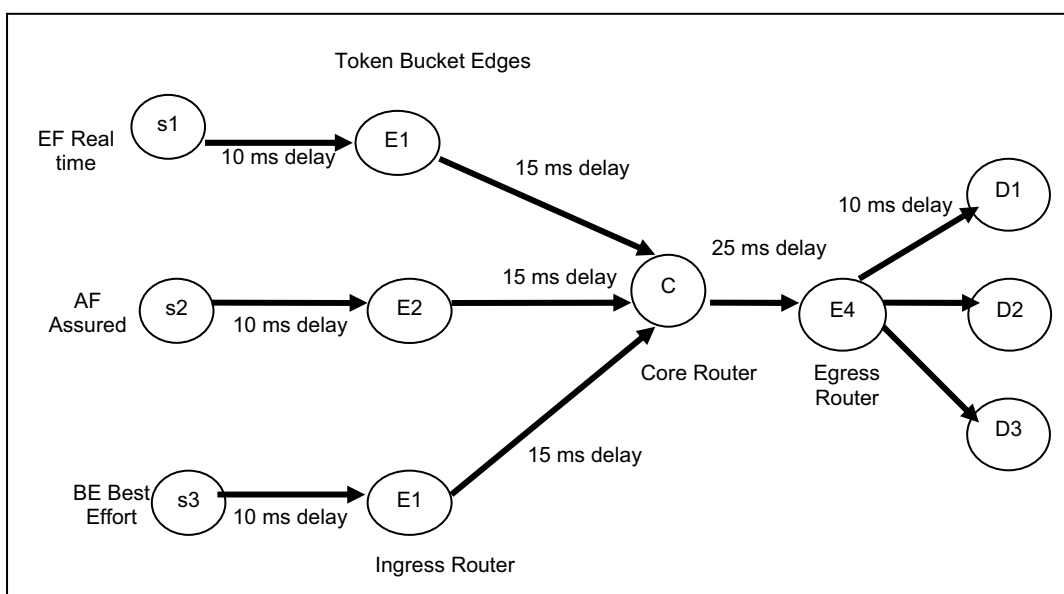 Token Bucket Edges
s1
E1
EF Real
time
10 ms delay
15 ms delay
D1
10 ms delay
25 ms delay
15 ms delay
C
AF
Assured
s2
E2
10 ms delay
E4
D2
Core Router
Egress
Router
D3
15 ms delay
BE Best
Effort
s3
E1
10 ms delay
Ingress Router